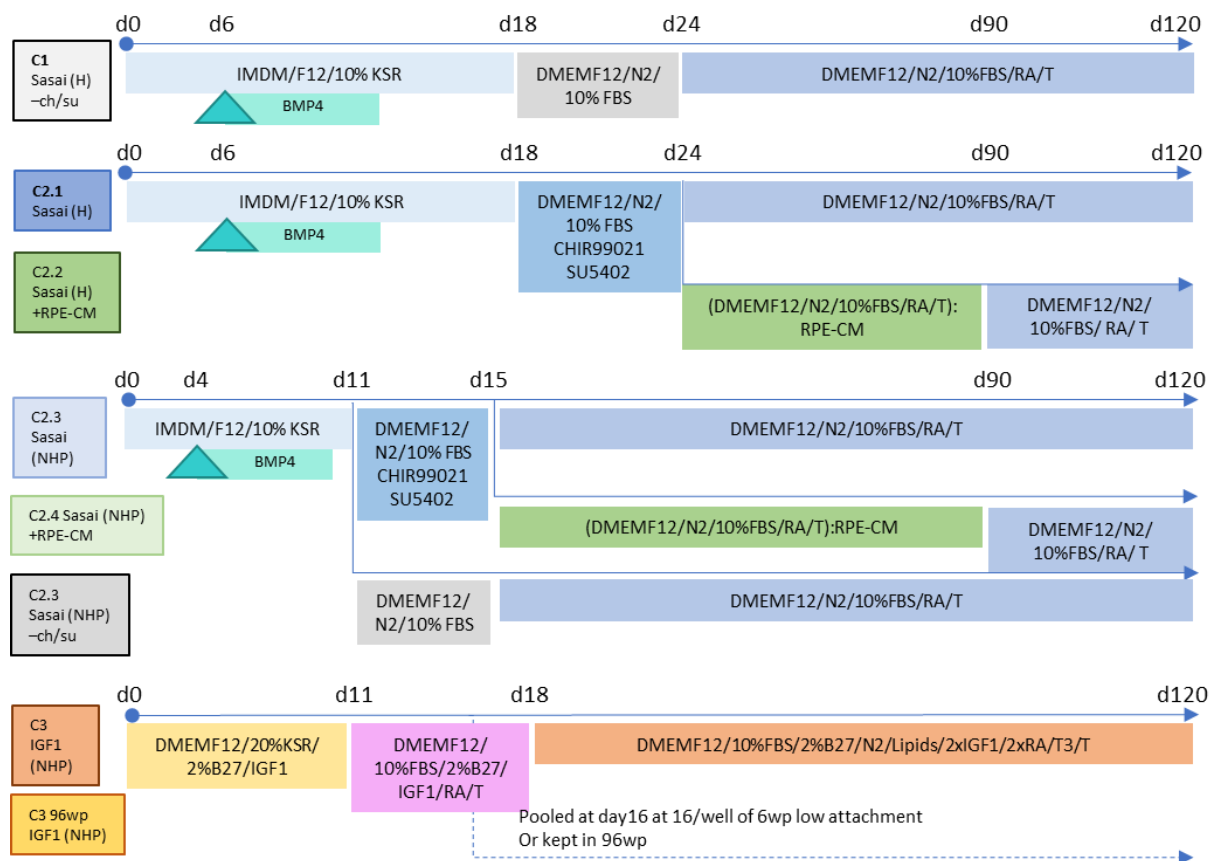 d0 d6 d18 d24 d90 d120
C1
Sasai (H)
–ch/su
IMDM/F12/10% KSR
BMP4
DMEMF12/N2/
10% FBS
DMEMF12/N2/10%FBS/RA/T
d0 d6 d18 d24 d90 d120
C2.1
Sasai (H)
IMDM/F12/10% KSR
BMP4
DMEMF12/N2/
10% FBS
CHIR99021
SU5402
DMEMF12/N2/10%FBS/RA/T
C2.2
Sasai (H)
+RPE-CM
(DMEMF12/N2/10%FBS/RA/T):
RPE-CM
DMEMF12/N2/
10%FBS/ RA/ T
d0 d4 d11 d15 d90 d120
C2.3
Sasai
(NHP)
IMDM/F12/10% KSR
BMP4
DMEMF12/
N2/10% FBS
CHIR99021
SU5402
DMEMF12/N2/10%FBS/RA/T
C2.4 Sasai (NHP)
+RPE-CM
(DMEMF12/N2/10%FBS/RA/T):RPE-CM
DMEMF12/N2/
10%FBS/RA/ T
C2.3
Sasai (NHP)
–ch/su
DMEMF12/
N2/10% FBS
DMEMF12/N2/10%FBS/RA/T
d0 d11 d18 d120
C3
IGF1
(NHP)
DMEMF12/20%KSR/
2%B27/IGF1
DMEMF12/
10%FBS/2%B27/
IGF1/RA/T
DMEMF12/10%FBS/2%B27/N2/Lipids/2xIGF1/2xRA/T3/T
C3 96wp
IGF1 (NHP)
Pooled at day16 at 16/well of 6wp low attachment
Or kept in 96wp